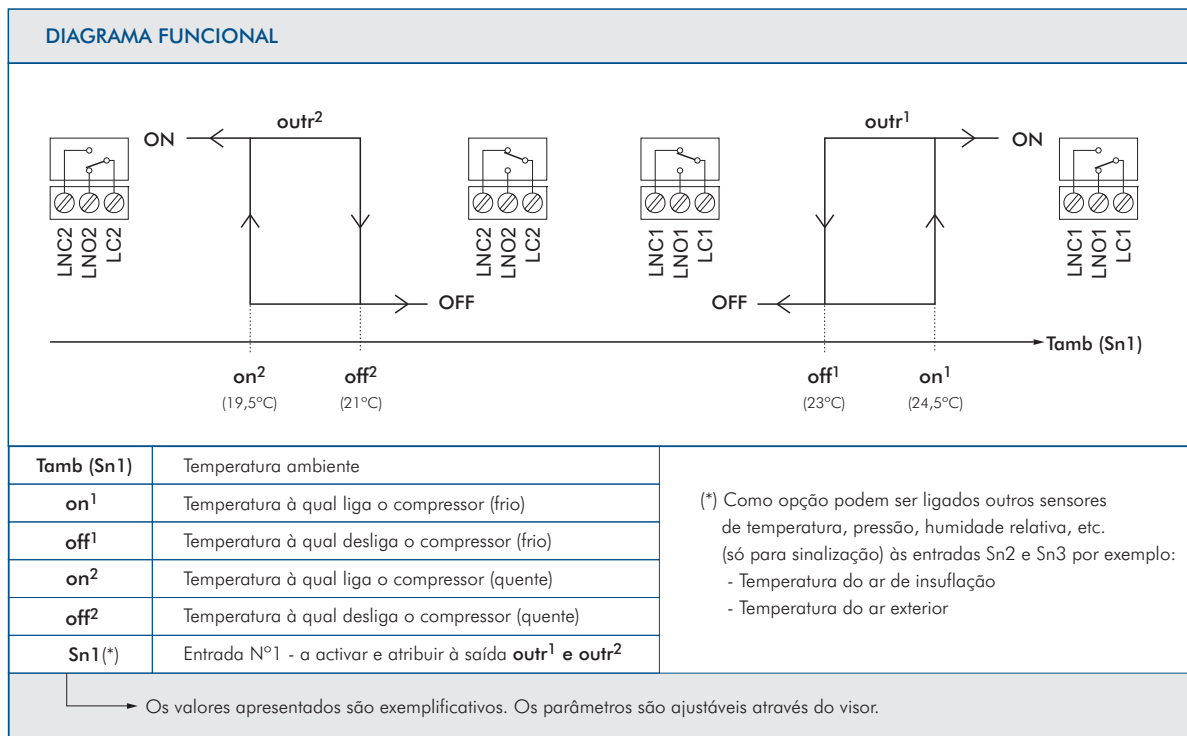 DIAGRAMA FUNCIONAL
outr²
outr¹
ON
ON
LNC2
LNO2
LC2
LNC2
LNO2
LC2
LNC1
LNO1
LC1
LNC1
LNO1
LC1
OFF
OFF
Tamb (Sn1)
on² off² off¹ on¹
(19,5ºC) (21ºC) (23ºC) (24,5ºC)
Tamb (Sn1) Temperatura ambiente
on¹ Temperatura à qual liga o compressor (frio)
off¹ Temperatura à qual desliga o compressor (frio)
on² Temperatura à qual liga o compressor (quente)
off² Temperatura à qual desliga o compressor (quente)
Sn1(*) Entrada Nº1 - a activar e atribuir à saída outr¹ e outr²
(*) Como opção podem ser ligados outros sensores
de temperatura, pressão, humidade relativa, etc.
(só para sinalização) às entradas Sn2 e Sn3 por exemplo:
- Temperatura do ar de insuflação
- Temperatura do ar exterior
Os valores apresentados são exemplificativos. Os parâmetros são ajustáveis através do visor.